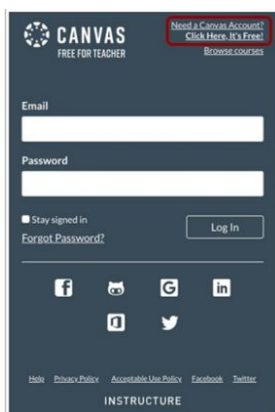 CANVAS
FREE FOR TEACHER
Need a Canvas Account?
Click Here, It's Free!
Browse courses
Email
Password
Stay signed in
Forgot Password?
Log In
Help Privacy Policy Acceptable Use Policy Facebook Twitter
INSTRUCTURE